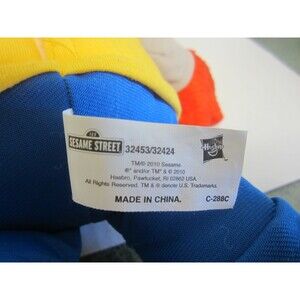 123
SESAME STREET
32453/32424
Hasbro
TM/© 2010 Sesame.
® and/or TM & © 2010
Hasbro, Pawtucket, RI 02862 USA.
All Rights Reserved. TM & ® denote U.S. Trademarks.
MADE IN CHINA.
C-288C